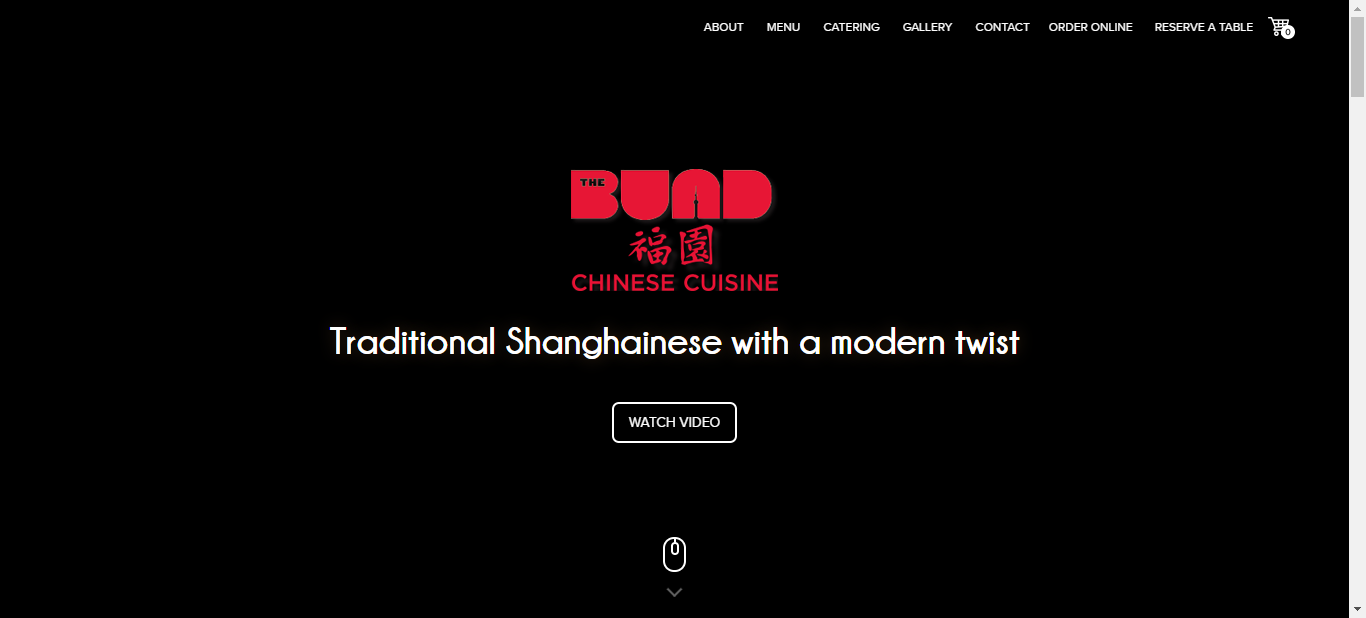 ABOUT MENU CATERING GALLERY CONTACT ORDER ONLINE RESERVE A TABLE 0
THE
BUAD
福園
CHINESE CUISINE
Traditional Shanghainese with a modern twist
WATCH VIDEO